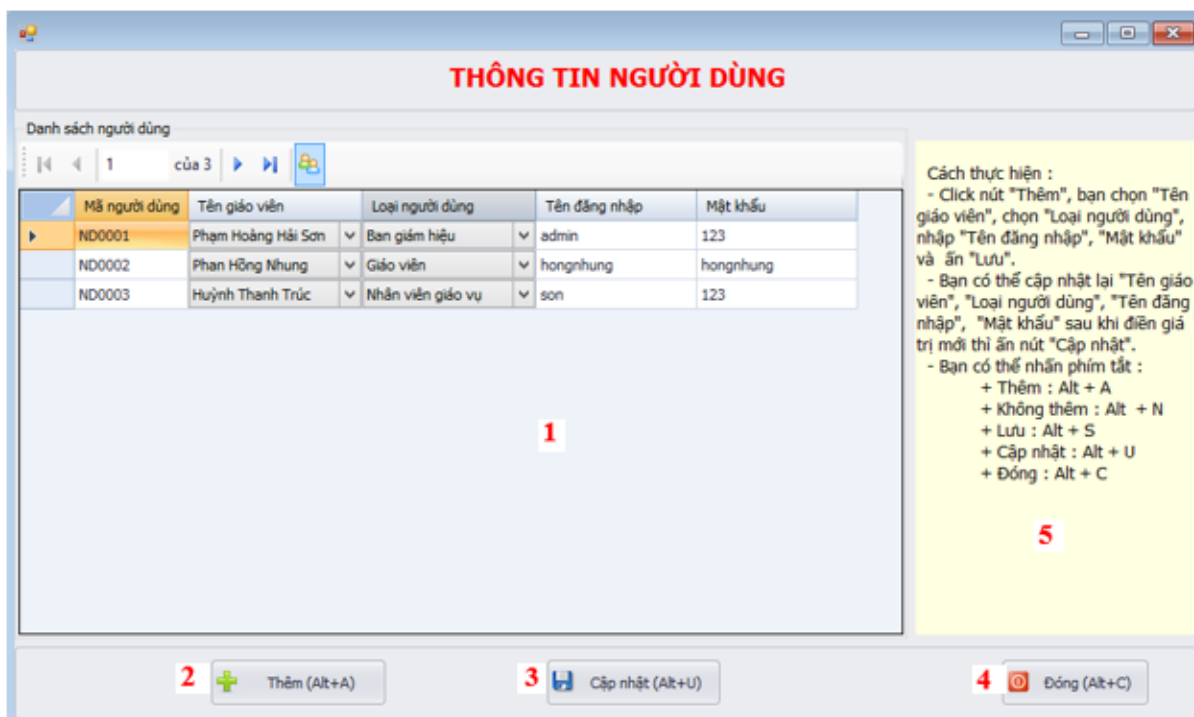 THÔNG TIN NGƯỜI DÙNG
Danh sách người dùng
1 của 3
Mã người dùng Tên giáo viên Loại người dùng Tên đăng nhập Mật khẩu
ND0001 Phạm Hoàng Hải Sơn Ban giám hiệu admin 123
ND0002 Phan Hồng Nhung Giáo viên hongnhung hongnhung
ND0003 Huỳnh Thanh Trúc Nhân viên giáo vụ son 123
1
Cách thực hiện :
- Click nút "Thêm", bạn chọn "Tên
giáo viên", chọn "Loại người dùng",
nhập "Tên đăng nhập", "Mật khẩu"
và ấn "Lưu".
- Bạn có thể cập nhật lại "Tên giáo
viên", "Loại người dùng", "Tên đăng
nhập", "Mật khẩu" sau khi điền giá
trị mới thì ấn nút "Cập nhật".
- Bạn có thể nhấn phím tắt :
+ Thêm : Alt + A
+ Không thêm : Alt + N
+ Lưu : Alt + S
+ Cập nhật : Alt + U
+ Đóng : Alt + C
5
2 Thêm (Alt+A)
3 Cập nhật (Alt+U)
4 Đóng (Alt+C)